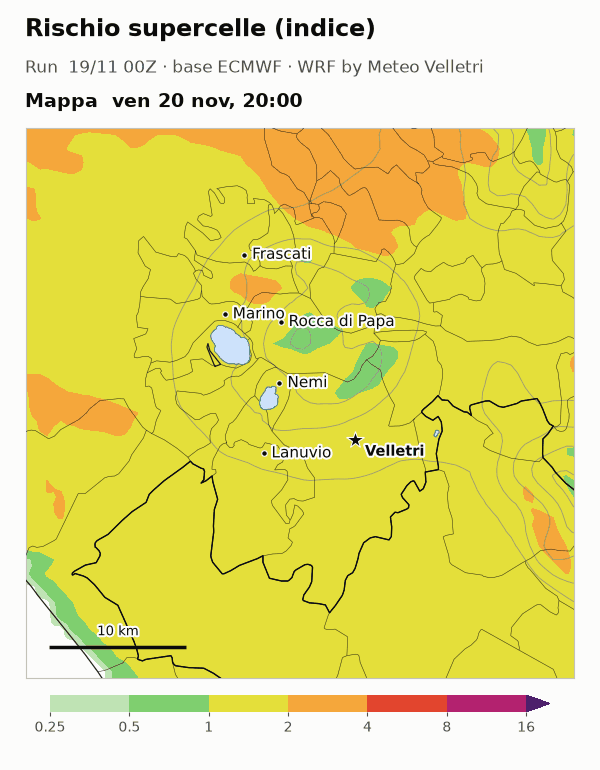 Rischio supercelle (indice)
Run  19/11 00Z · base ECMWF · WRF by Meteo Velletri
Mappa  ven 20 nov, 20:00
Frascati
Marino
Rocca di Papa
Nemi
Velletri
Lanuvio
10 km
0.25 0.5 1 2 4 8 16